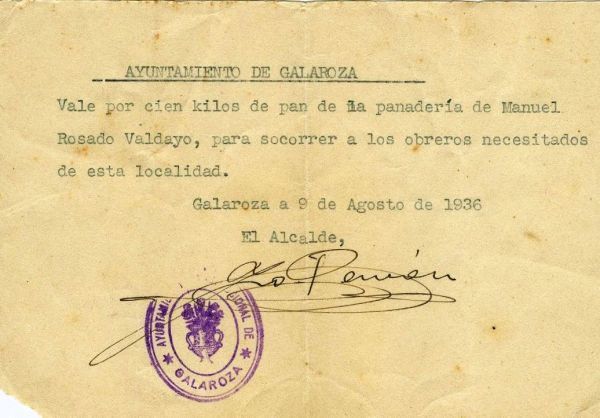 AYUNTAMIENTO DE GALAROZA
Vale por cien kilos de pan de la panadería de Manuel
Rosado Valdayo, para socorrer a los obreros necesitados
de esta localidad.
Galaroza a 9 de Agosto de 1936
El Alcalde,
GALAROZA